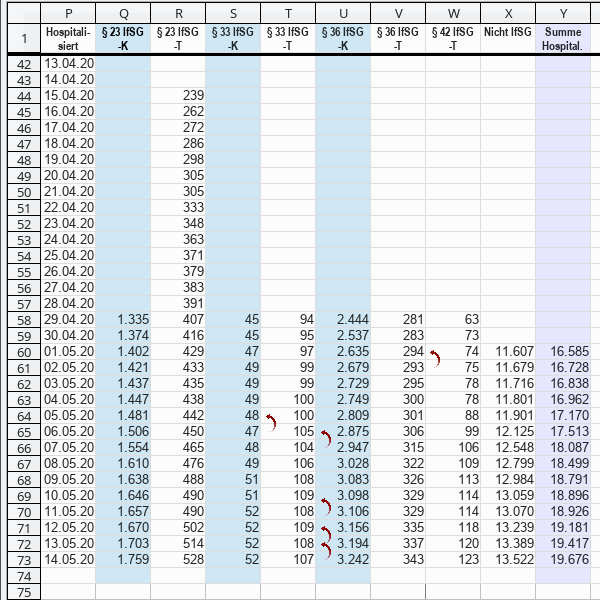 P Q R S T U V W X Y
1 Hospitali- § 23 IfSG § 23 IfSG § 33 IfSG § 33 IfSG § 36 IfSG § 36 IfSG § 42 IfSG Nicht IfSG Summe
siert -K -T -K -T -K -T -T Hospital.
42 13.04.20
43 14.04.20
44 15.04.20 239
45 16.04.20 262
46 17.04.20 272
47 18.04.20 286
48 19.04.20 298
49 20.04.20 305
50 21.04.20 305
51 22.04.20 333
52 23.04.20 348
53 24.04.20 363
54 25.04.20 371
55 26.04.20 379
56 27.04.20 383
57 28.04.20 391
58 29.04.20 1.335 407 45 94 2.444 281 63
59 30.04.20 1.374 416 45 95 2.537 283 73
60 01.05.20 1.402 429 47 97 2.635 294 74 11.607 16.585
61 02.05.20 1.421 433 49 99 2.679 293 75 11.679 16.728
62 03.05.20 1.437 435 49 99 2.729 295 78 11.716 16.838
63 04.05.20 1.447 438 49 100 2.749 300 78 11.801 16.962
64 05.05.20 1.481 442 48 100 2.809 301 88 11.901 17.170
65 06.05.20 1.506 450 47 105 2.875 306 99 12.125 17.513
66 07.05.20 1.554 465 48 104 2.947 315 106 12.548 18.087
67 08.05.20 1.610 476 49 106 3.028 322 109 12.799 18.499
68 09.05.20 1.638 488 51 108 3.083 326 113 12.984 18.791
69 10.05.20 1.646 490 51 109 3.098 329 114 13.059 18.896
70 11.05.20 1.657 490 52 108 3.106 329 114 13.070 18.926
71 12.05.20 1.670 502 52 109 3.156 335 118 13.239 19.181
72 13.05.20 1.703 514 52 108 3.194 337 120 13.389 19.417
73 14.05.20 1.759 528 52 107 3.242 343 123 13.522 19.676
74
75